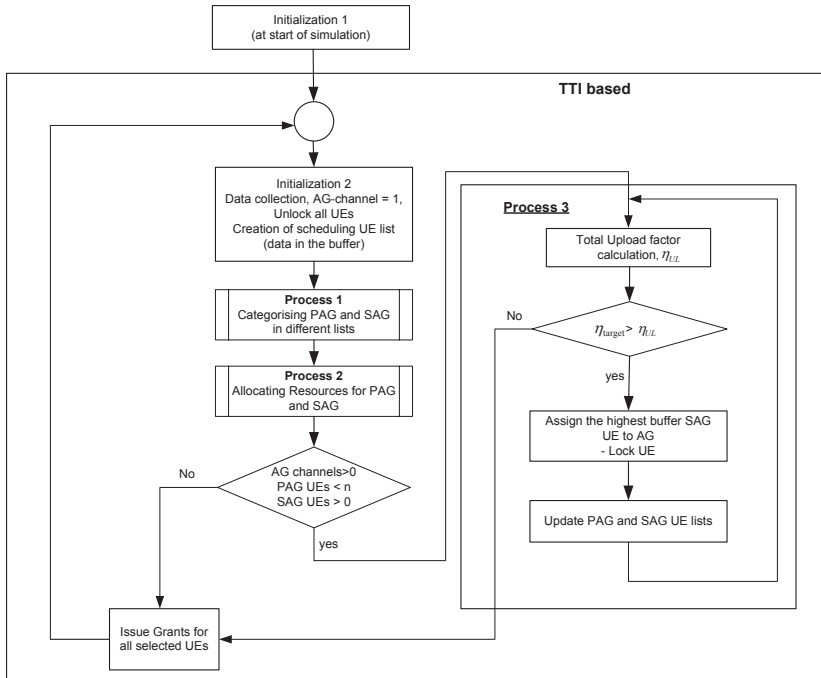 Initialization 1
(at start of simulation)
TTI based
Initialization 2
Data collection, AG-channel = 1,
Unlock all UEs
Creation of scheduling UE list
(data in the buffer)
Process 1
Categorising PAG and SAG
in different lists
Process 2
Allocating Resources for PAG
and SAG
No
AG channels>0
PAG UEs < n
SAG UEs > 0
yes
Issue Grants for
all selected UEs
Process 3
Total Upload factor
calculation, η_UL
No
η_target > η_UL
yes
Assign the highest buffer SAG
UE to AG
- Lock UE
Update PAG and SAG UE lists